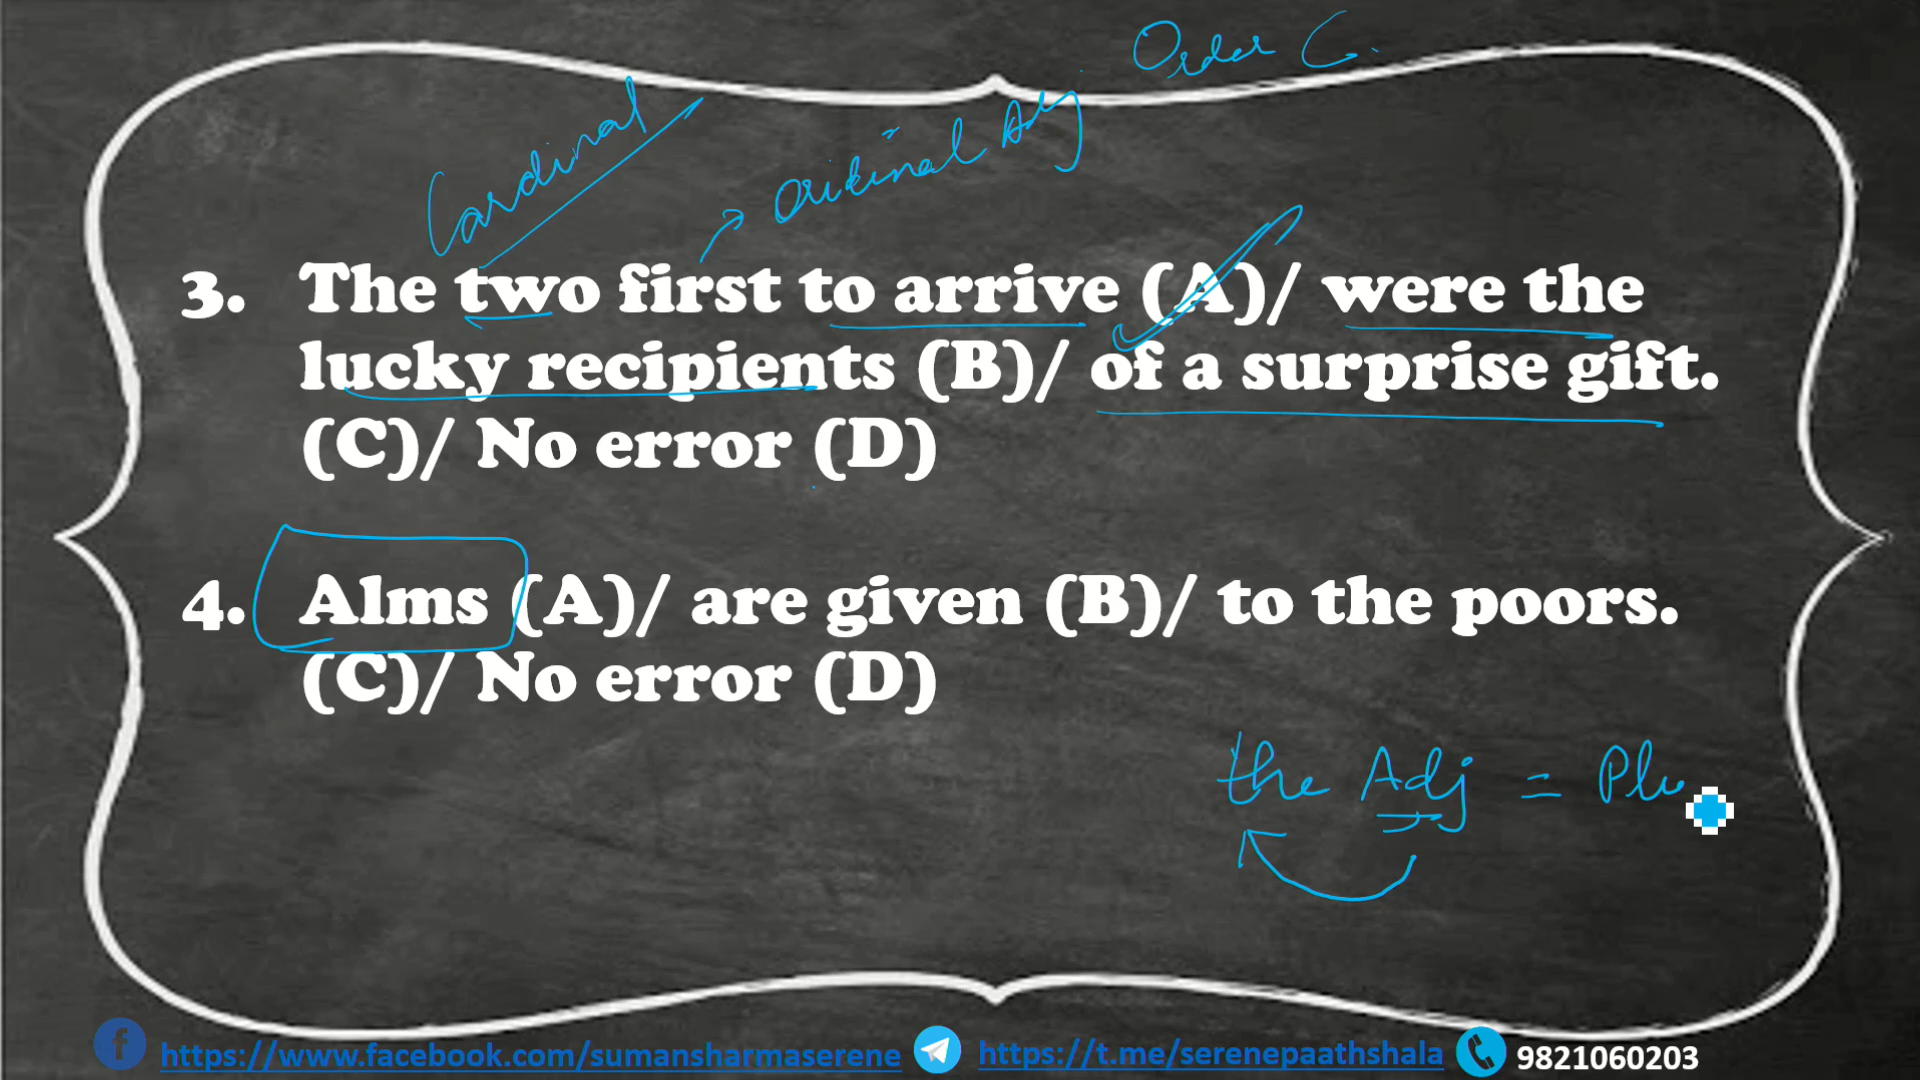 Order C.
Cardinal
Oridinal Adj
3. The two first to arrive (A)/ were the
lucky recipients (B)/ of a surprise gift.
(C)/ No error (D)
4. Alms (A)/ are given (B)/ to the poors.
(C)/ No error (D)
the Adj = Plu
https://www.facebook.com/sumansharmaserene https://t.me/serenepaathshala 9821060203